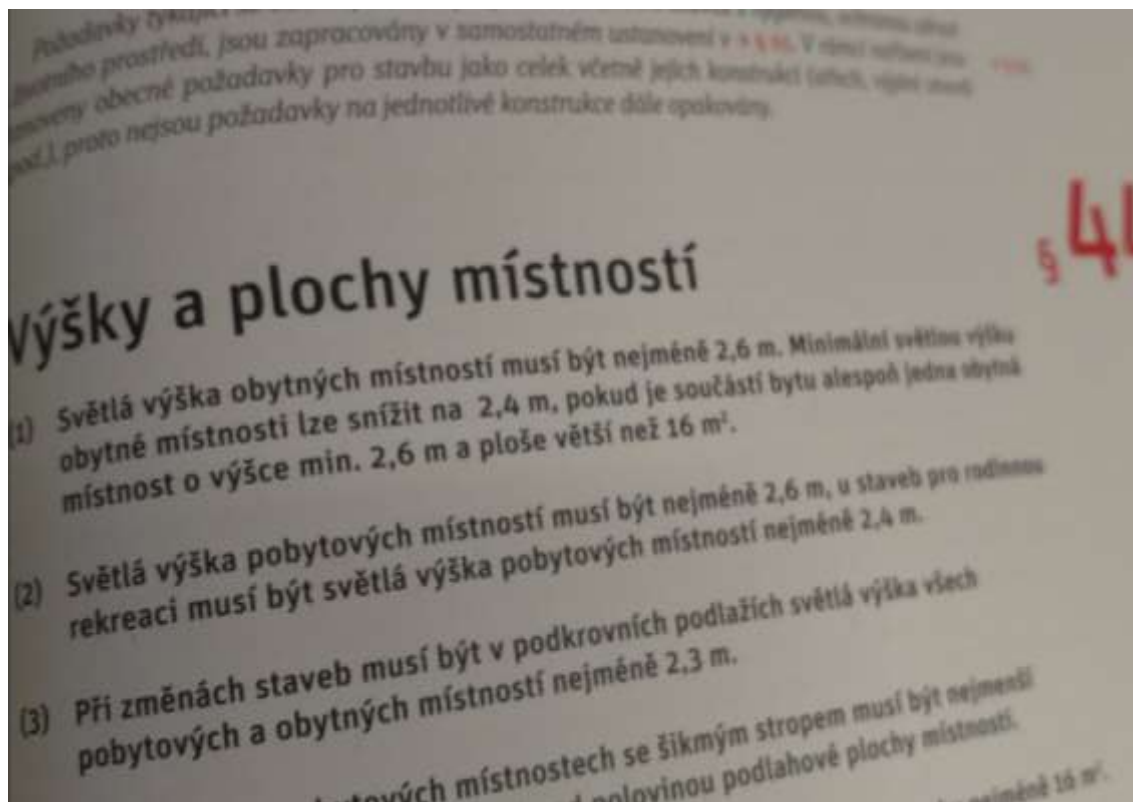 Požadavky týkající
prostředí, jsou zapracovány v samostatném ustanovení v
obecné požadavky pro stavbu jako celek včetně jejich konstrukcí
proto nejsou požadavky na jednotlivé konstrukce dále opakovány.
§ 4
Výšky a plochy místností
(1) Světlá výška obytných místností musí být nejméně 2,6 m. Minimální světlou výšku
obytné místnosti lze snížit na 2,4 m, pokud je součástí bytu alespoň jedna obytná
místnost o výšce min. 2,6 m a ploše větší než 16 m².
(2) Světlá výška pobytových místností musí být nejméně 2,6 m, u staveb pro rodinnou
rekreaci musí být světlá výška pobytových místností nejméně 2,4 m.
(3) Při změnách staveb musí být v podkrovních podlažích světlá výška všech
pobytových a obytných místností nejméně 2,3 m.
místnostech se šikmým stropem musí být nejmenší
polovinou podlahové plochy místnosti.
nejméně 16 m².